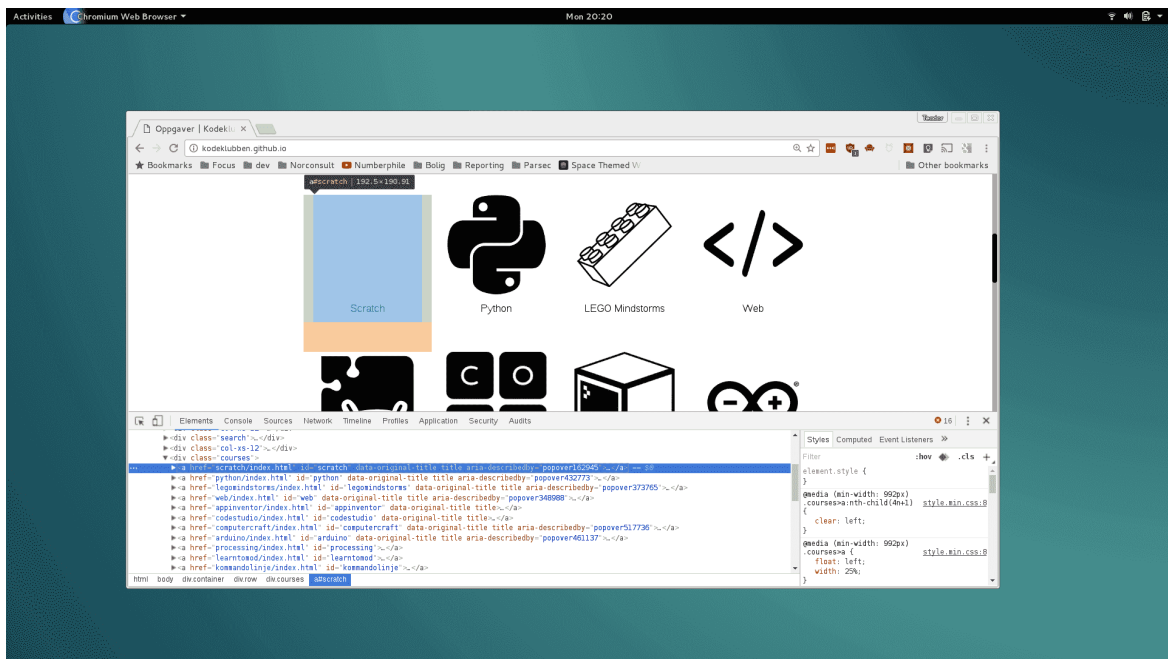 Activities Chromium Web Browser Mon 20:20
Oppgaver | Kodeklu
kodeklubben.github.io
Bookmarks Focus dev Norconsult Numberphile Bolig Reporting Parsec Space Themed W Other bookmarks
a#scratch | 192.5×190.91
Scratch Python LEGO Mindstorms Web
C O
Elements Console Sources Network Timeline Profiles Application Security Audits 16
<div class="search">…</div>
<div class="col-xs-12">…</div>
<div class="courses">
<a href="scratch/index.html" id="scratch" data-original-title title aria-describedby="popover162945">…</a> == $0
<a href="python/index.html" id="python" data-original-title title aria-describedby="popover432773">…</a>
<a href="legomindstorms/index.html" id="legomindstorms" data-original-title title aria-describedby="popover373765">…</a>
<a href="web/index.html" id="web" data-original-title title aria-describedby="popover348988">…</a>
<a href="appinventor/index.html" id="appinventor" data-original-title title>…</a>
<a href="codestudio/index.html" id="codestudio" data-original-title title aria-describedby="popover517736">…</a>
<a href="computercraft/index.html" id="computercraft" data-original-title title>…</a>
<a href="arduino/index.html" id="arduino" data-original-title title aria-describedby="popover461137">…</a>
<a href="processing/index.html" id="processing">…</a>
<a href="learntomod/index.html" id="learntomod">…</a>
<a href="kommandolinje/index.html" id="kommandolinje">…</a>
html body div.container div.row div.courses a#scratch
Styles Computed Event Listeners »
Filter :hov .cls +
element.style {
}
@media (min-width: 992px)
.courses>a:nth-child(4n+1) style.min.css:8
{
clear: left;
}
@media (min-width: 992px)
.courses>a { style.min.css:8
float: left;
width: 25%;
}